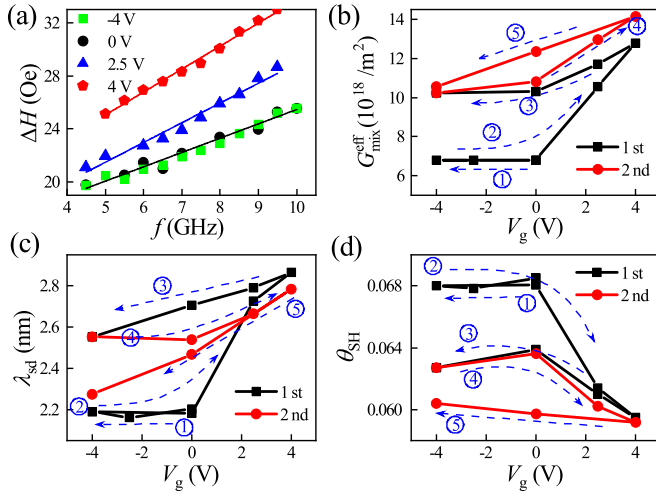 (a)
-4 V
0 V
2.5 V
4 V
ΔH (Oe)
32
28
24
20
4
5
6
7
8
9
10
f (GHz)
(b)
G^eff_mix (10^18 /m^2)
14
12
10
8
6
-4
-2
0
2
4
V_g (V)
①
②
③
④
⑤
1 st
2 nd
(c)
λ_sd (nm)
2.8
2.6
2.4
2.2
-4
-2
0
2
4
V_g (V)
①
②
③
④
⑤
1 st
2 nd
(d)
θ_SH
0.068
0.064
0.060
-4
-2
0
2
4
V_g (V)
①
②
③
④
⑤
1 st
2 nd